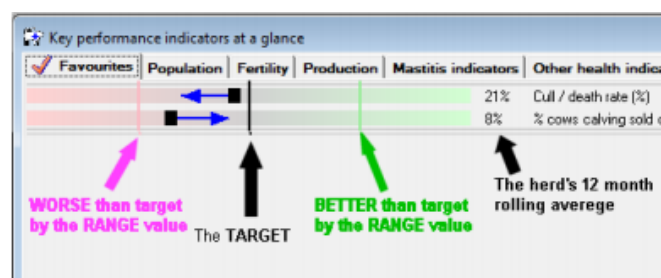 Key performance indicators at a glance
Favourites Population Fertility Production Mastitis indicators Other health indica
21% Cull / death rate (%)
8% % cows calving sold
WORSE than target
by the RANGE value
The TARGET
BETTER than target
by the RANGE value
The herd's 12 month
rolling averege